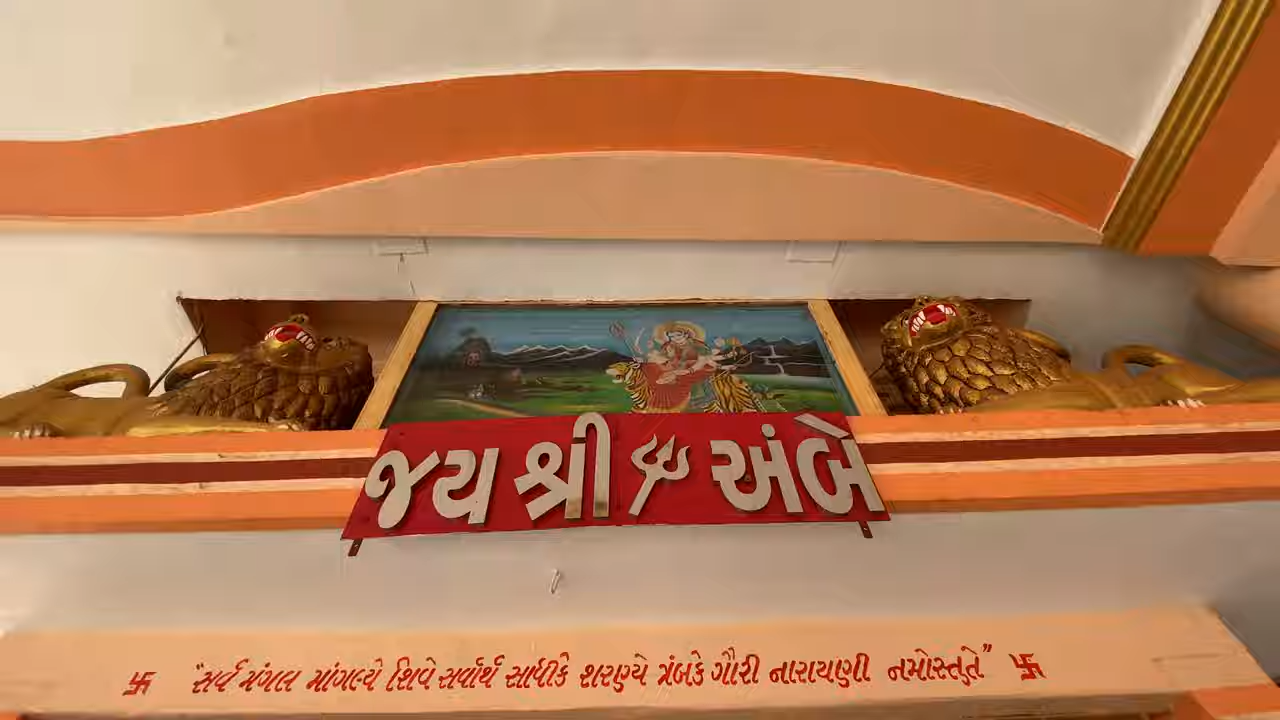 જય શ્રી અંબે
"સર્વ મંગલ માંગલ્યે શિવે સર્વાર્થ સાધીકે શરણ્યે ત્રંબકે ગૌરી નારાયણી નમોસ્તુતે"